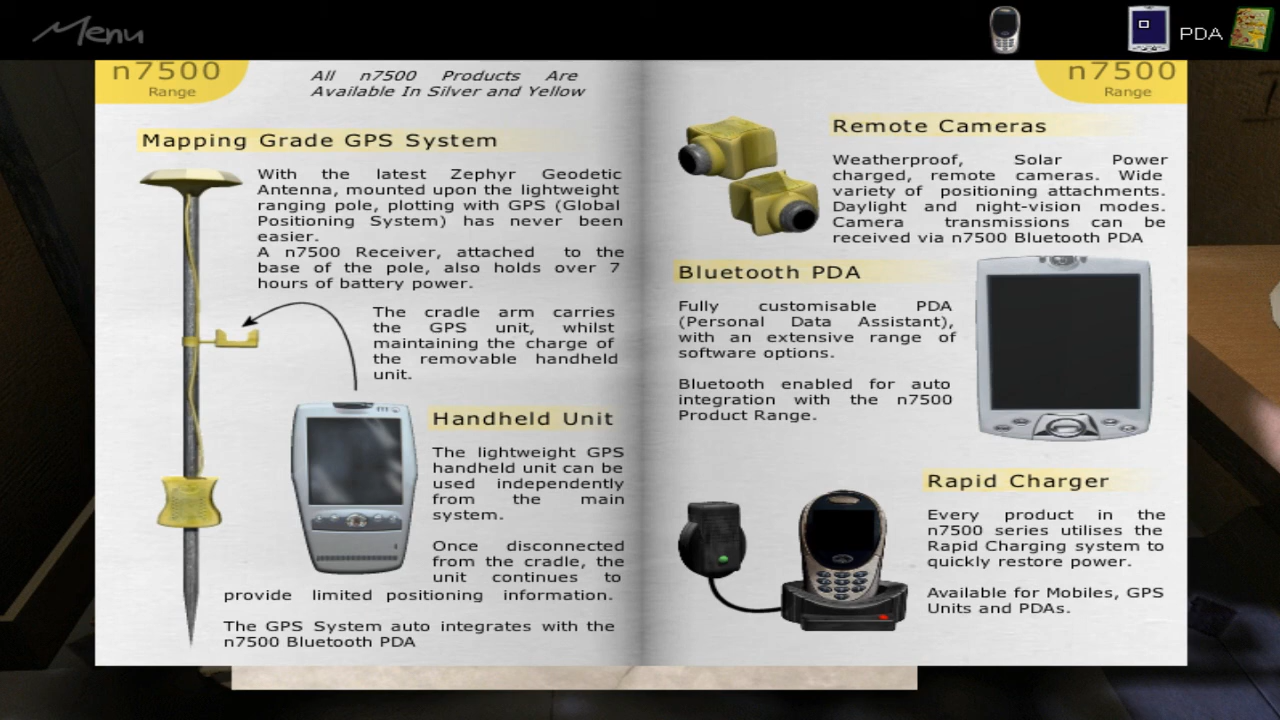 Menu
PDA
n7500
Range
All n7500 Products Are
Available In Silver and Yellow
Mapping Grade GPS System
With the latest Zephyr Geodetic
Antenna, mounted upon the lightweight
ranging pole, plotting with GPS (Global
Positioning System) has never been
easier.
A n7500 Receiver, attached to the
base of the pole, also holds over 7
hours of battery power.
The cradle arm carries
the GPS unit, whilst
maintaining the charge of
the removable handheld
unit.
Handheld Unit
The lightweight GPS
handheld unit can be
used independently
from the main
system.
Once disconnected
from the cradle, the
unit continues to
provide limited positioning information.
The GPS System auto integrates with the
n7500 Bluetooth PDA
n7500
Range
Remote Cameras
Weatherproof, Solar Power
charged, remote cameras. Wide
variety of positioning attachments.
Daylight and night-vision modes.
Camera transmissions can be
received via n7500 Bluetooth PDA
Bluetooth PDA
Fully customisable PDA
(Personal Data Assistant),
with an extensive range of
software options.
Bluetooth enabled for auto
integration with the n7500
Product Range.
Rapid Charger
Every product in the
n7500 series utilises the
Rapid Charging system to
quickly restore power.
Available for Mobiles, GPS
Units and PDAs.